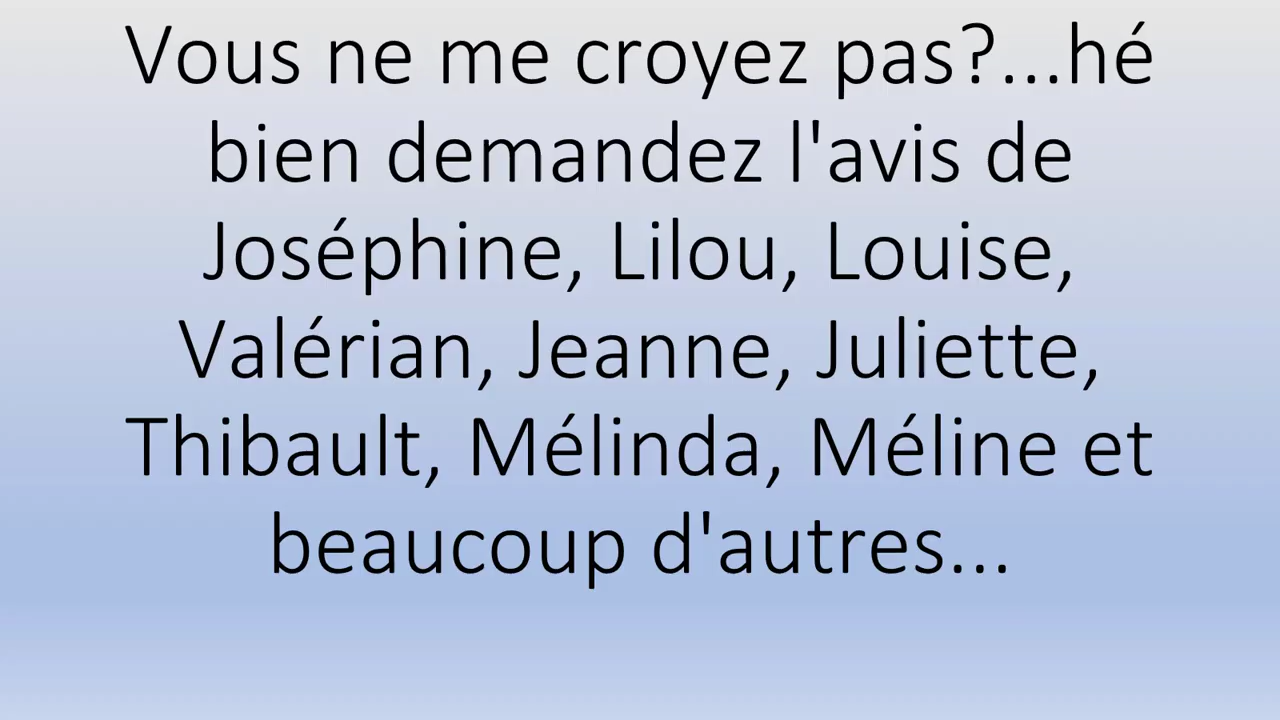 Vous ne me croyez pas?...hé
bien demandez l'avis de
Joséphine, Lilou, Louise,
Valérian, Jeanne, Juliette,
Thibault, Mélinda, Méline et
beaucoup d'autres...